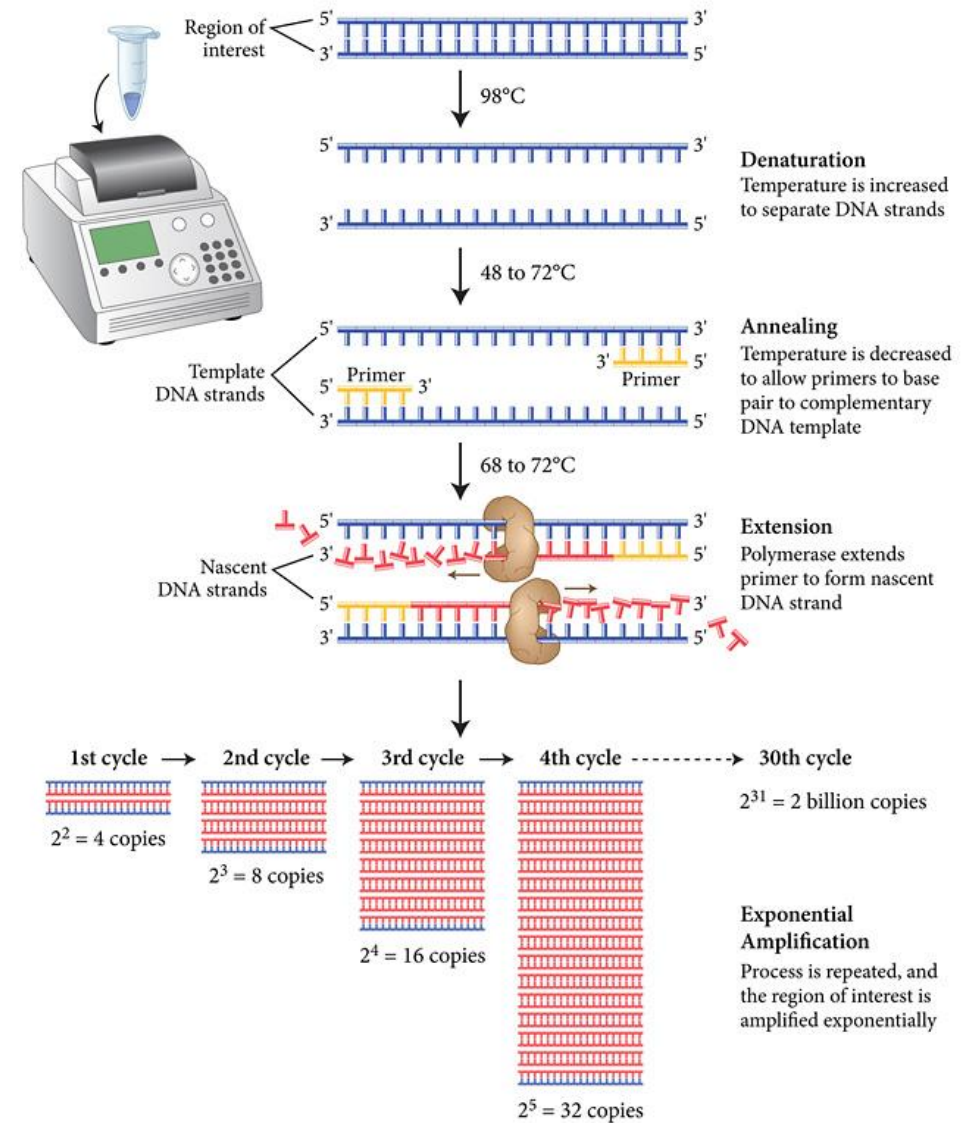 Region of
interest
5'
3'
3'
5'
98°C
5'
3'
3'
5'
Denaturation
Temperature is increased
to separate DNA strands
48 to 72°C
Template
DNA strands
5'
3'
3'
5'
Primer
5'
Primer
3'
3'
5'
Annealing
Temperature is decreased
to allow primers to base
pair to complementary
DNA template
68 to 72°C
Nascent
DNA strands
5'
3'
3'
5'
5'
3'
3'
5'
Extension
Polymerase extends
primer to form nascent
DNA strand
1st cycle
2nd cycle
3rd cycle
4th cycle
30th cycle
2² = 4 copies
2³ = 8 copies
2⁴ = 16 copies
2⁵ = 32 copies
2³¹ = 2 billion copies
Exponential
Amplification
Process is repeated, and
the region of interest is
amplified exponentially